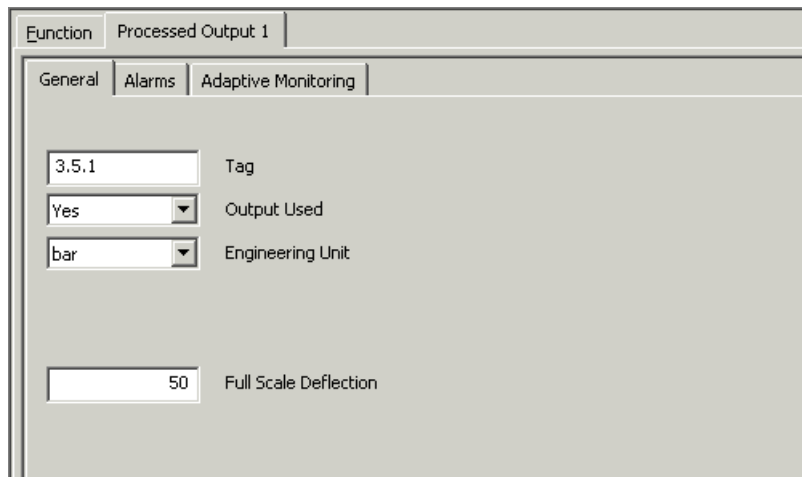 Function Processed Output 1
General Alarms Adaptive Monitoring
3.5.1 Tag
Yes Output Used
bar Engineering Unit
50 Full Scale Deflection